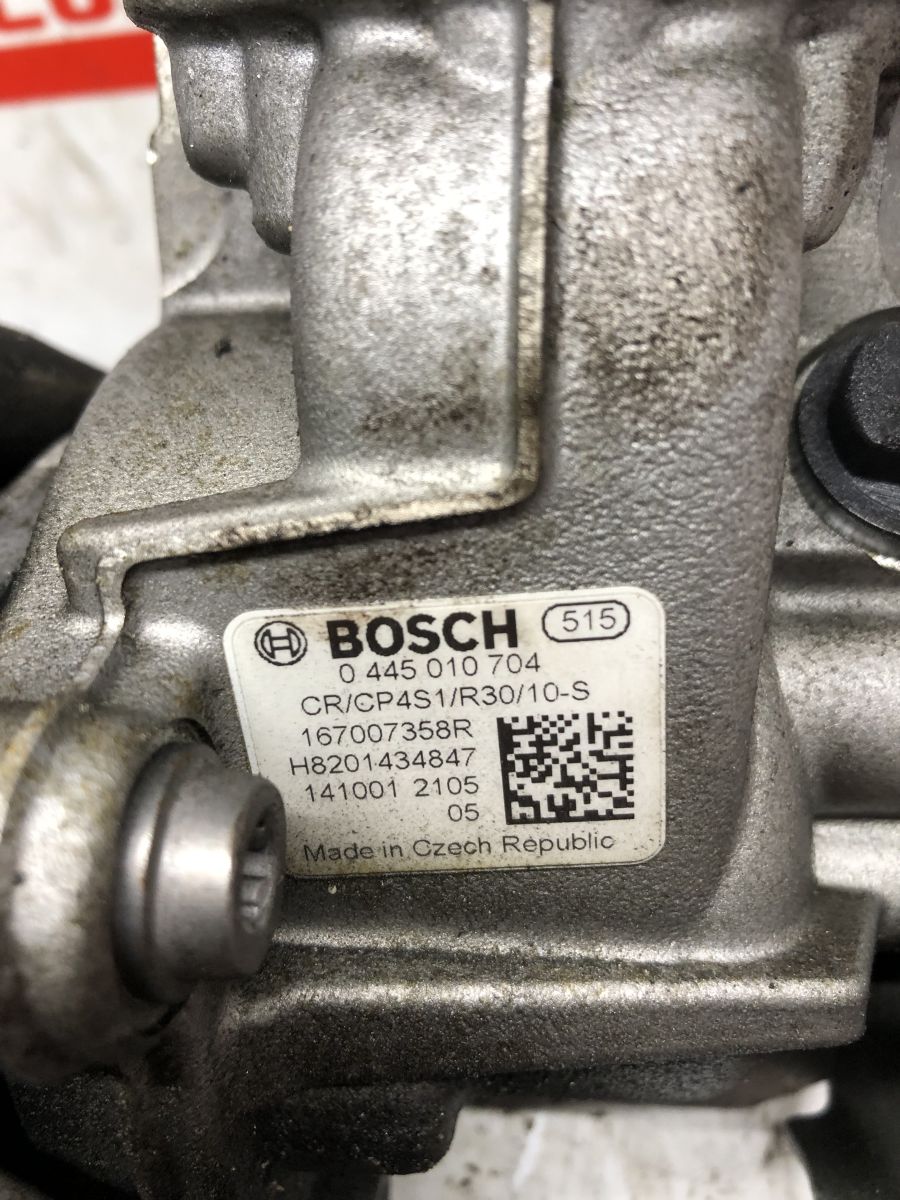 BOSCH 515
0 445 010 704
CR/CP4S1/R30/10-S
167007358R
H8201434847
141001 2105
05
Made in Czech Republic